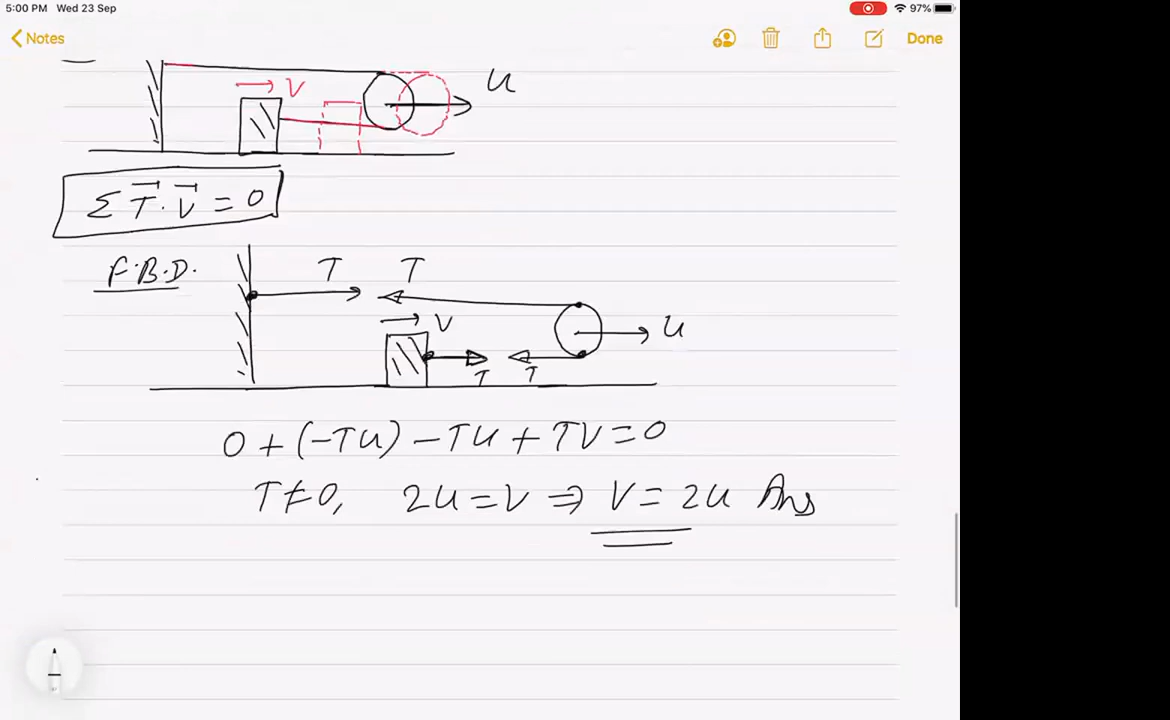 5:00 PM Wed 23 Sep
97%
Notes
Done
V
u
Σ T⃗ · V⃗ = 0
F.B.D.
T T
V
u
T T
0 + (-Tu) - Tu + TV = 0
T ≠ 0, 2u = V ⇒ V = 2u Ans